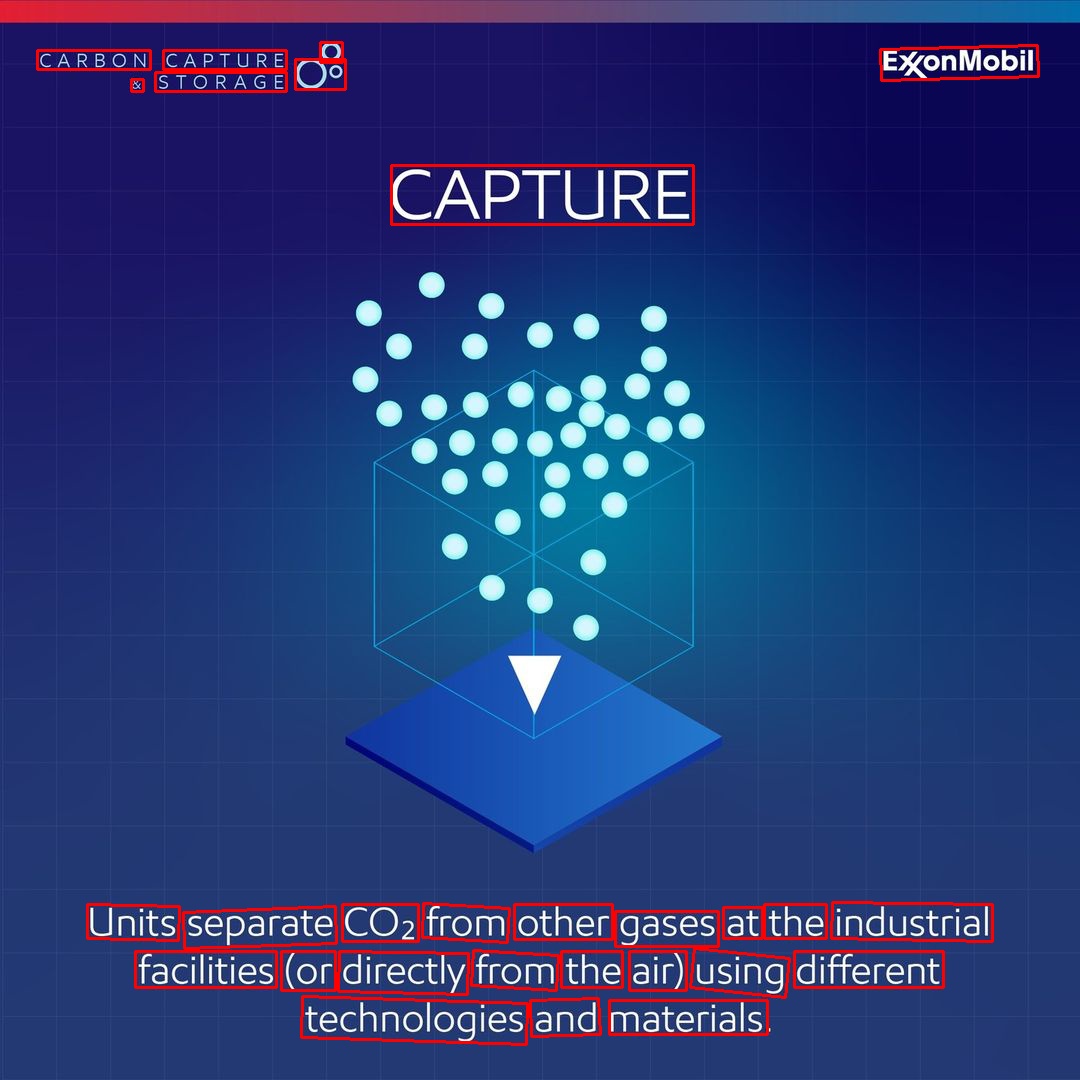 CARBON CAPTURE
& STORAGE
ExxonMobil
CAPTURE
Units separate CO₂ from other gases at the industrial
facilities (or directly from the air) using different
technologies and materials.